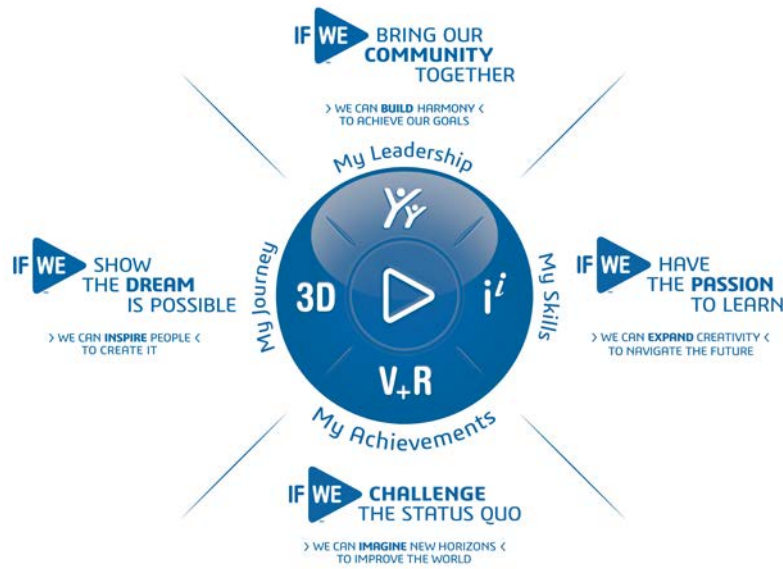 IF WE BRING OUR
COMMUNITY
TOGETHER
> WE CAN BUILD HARMONY <
TO ACHIEVE OUR GOALS
My Leadership
IF WE SHOW
THE DREAM
IS POSSIBLE
> WE CAN INSPIRE PEOPLE <
TO CREATE IT
My Journey
3D
i i
V+R
My Skills
IF WE HAVE
THE PASSION
TO LEARN
> WE CAN EXPAND CREATIVITY <
TO NAVIGATE THE FUTURE
My Achievements
IF WE CHALLENGE
THE STATUS QUO
> WE CAN IMAGINE NEW HORIZONS <
TO IMPROVE THE WORLD